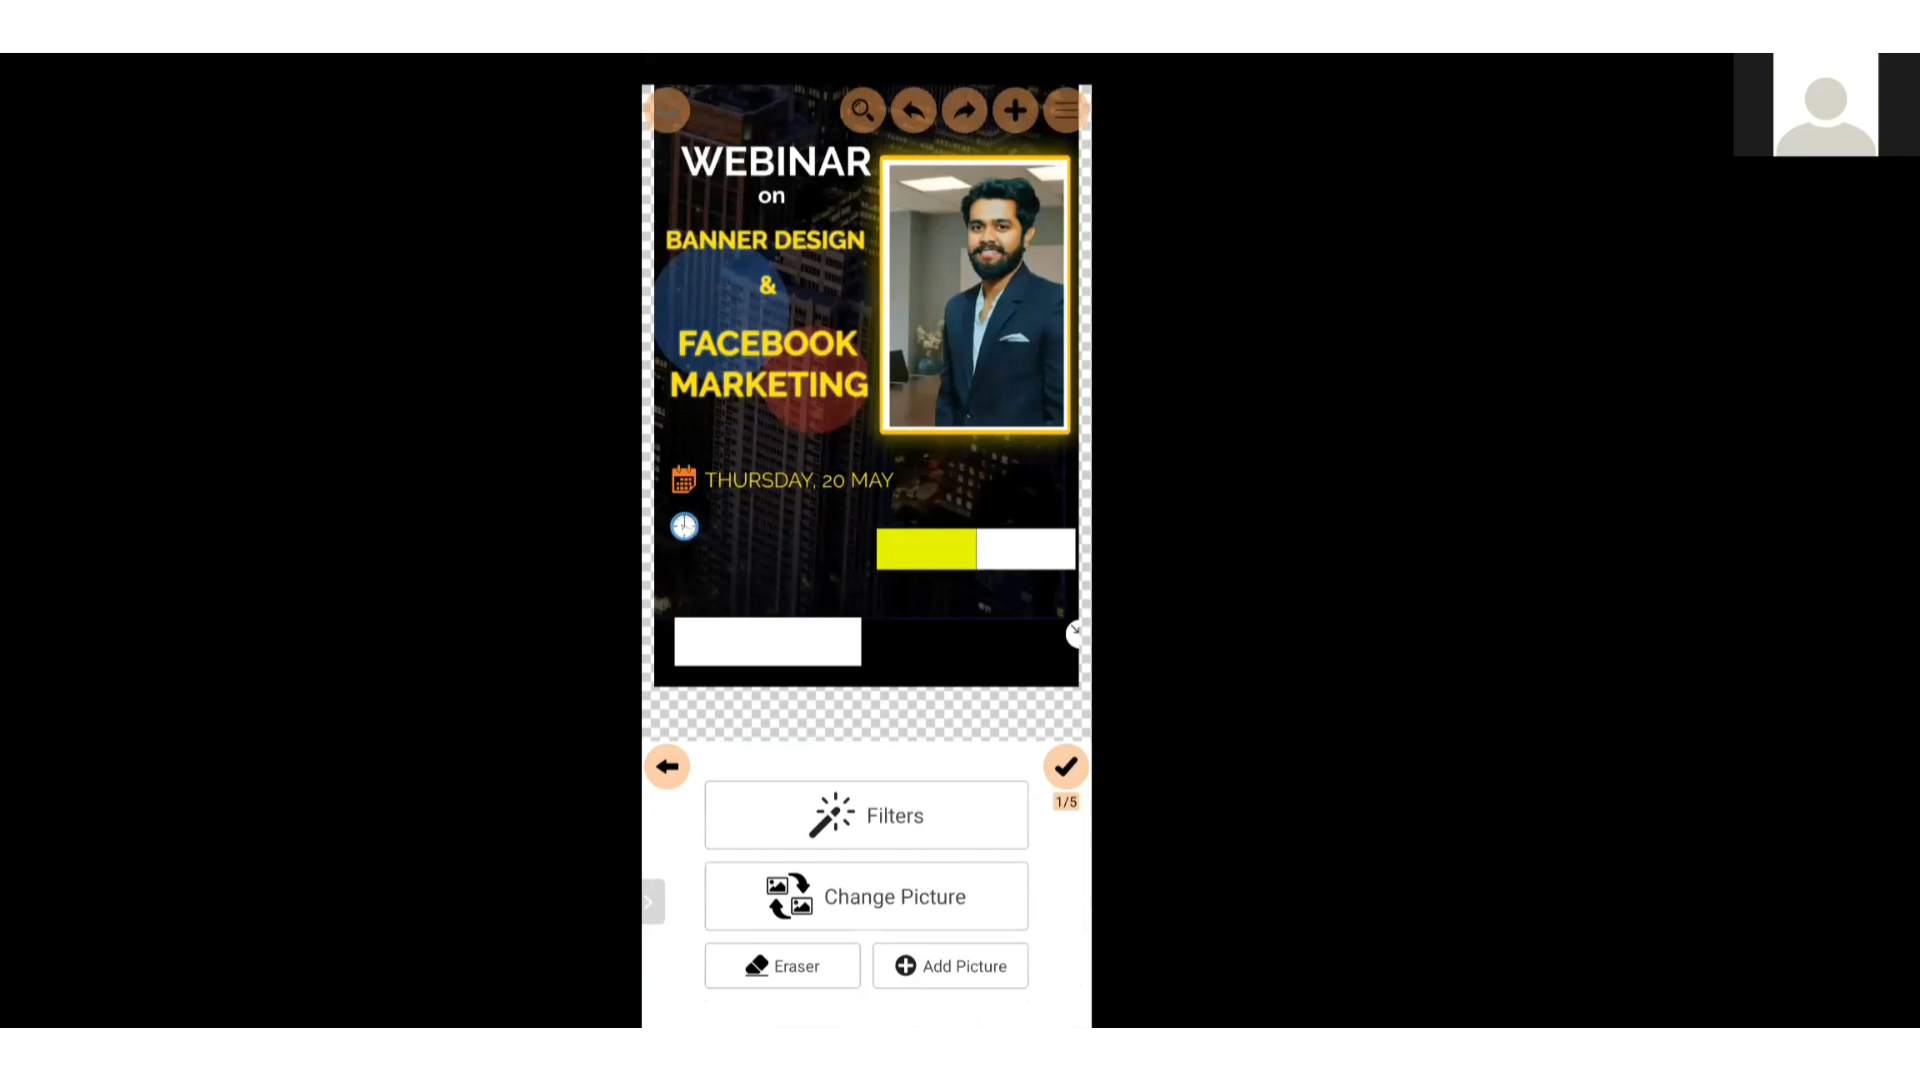 WEBINAR
on
BANNER DESIGN
&
FACEBOOK
MARKETING
THURSDAY, 20 MAY
1/5
Filters
Change Picture
Eraser
Add Picture